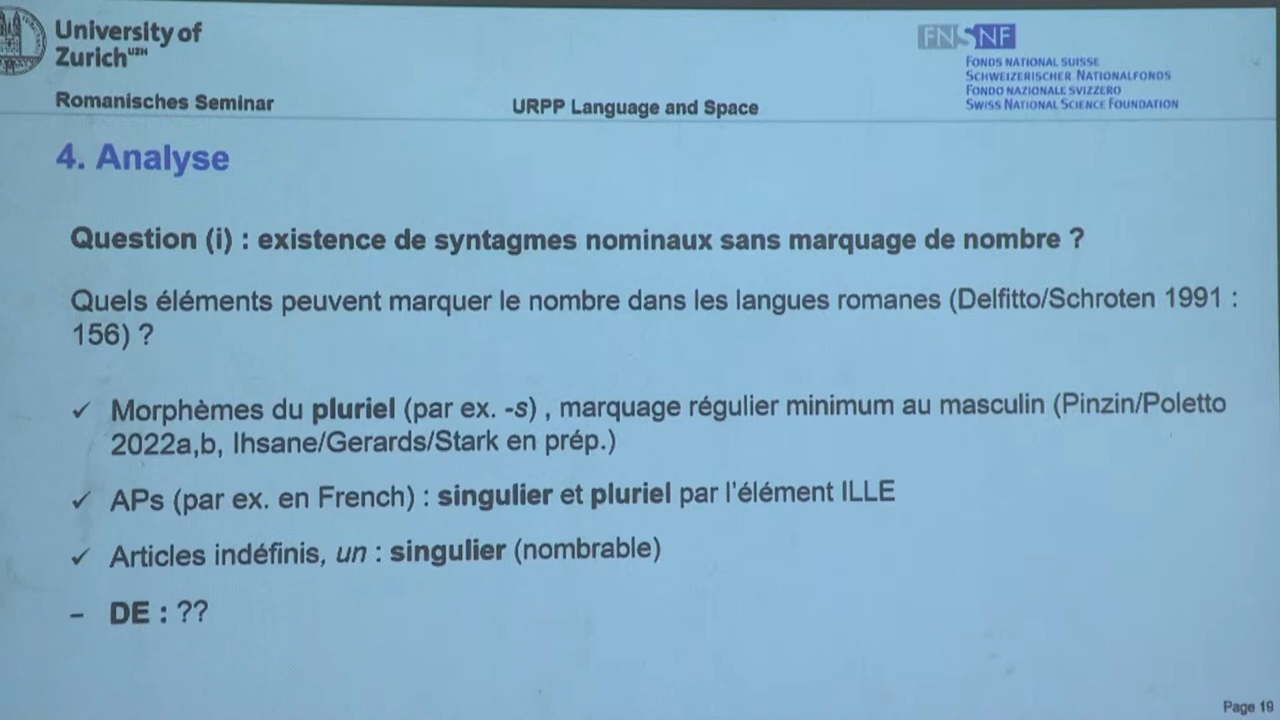 University of
Zurich UZH
FNSNF
FONDS NATIONAL SUISSE
SCHWEIZERISCHER NATIONALFONDS
FONDO NAZIONALE SVIZZERO
SWISS NATIONAL SCIENCE FOUNDATION
Romanisches Seminar
URPP Language and Space
4. Analyse
Question (i) : existence de syntagmes nominaux sans marquage de nombre ?
Quels éléments peuvent marquer le nombre dans les langues romanes (Delfitto/Schroten 1991 :
156) ?
✓ Morphèmes du pluriel (par ex. -s) , marquage régulier minimum au masculin (Pinzin/Poletto
2022a,b, Ihsane/Gerards/Stark en prép.)
✓ APs (par ex. en French) : singulier et pluriel par l'élément ILLE
✓ Articles indéfinis, un : singulier (nombrable)
– DE : ??
Page 19